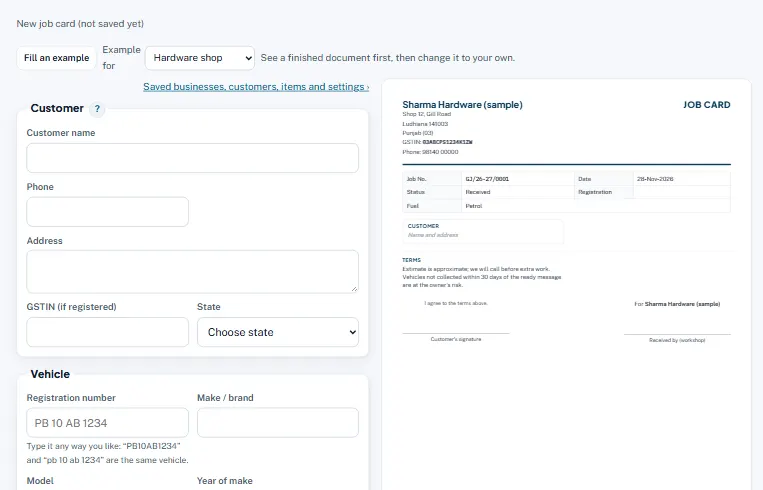 New job card (not saved yet)
Fill an example
Example for
Hardware shop
See a finished document first, then change it to your own.
Saved businesses, customers, items and settings ›
Customer ?
Customer name
Phone
Address
GSTIN (if registered)
State
Choose state
Vehicle
Registration number
Make / brand
PB 10 AB 1234
Type it any way you like: “PB10AB1234”
and “pb 10 ab 1234” are the same vehicle.
Model
Year of make
Sharma Hardware (sample)
JOB CARD
Shop 12, Gill Road
Ludhiana 141003
Punjab (03)
GSTIN: 03ABCPS1234K1ZW
Phone: 98140 00000
Job No. GJ/26-27/0001 Date 28-Nov-2026
Status Received Registration
Fuel Petrol
CUSTOMER
Name and address
TERMS
Estimate is approximate; we will call before extra work.
Vehicles not collected within 30 days of the ready message
are at the owner's risk.
I agree to the terms above.
For Sharma Hardware (sample)
Customer's signature
Received by (workshop)